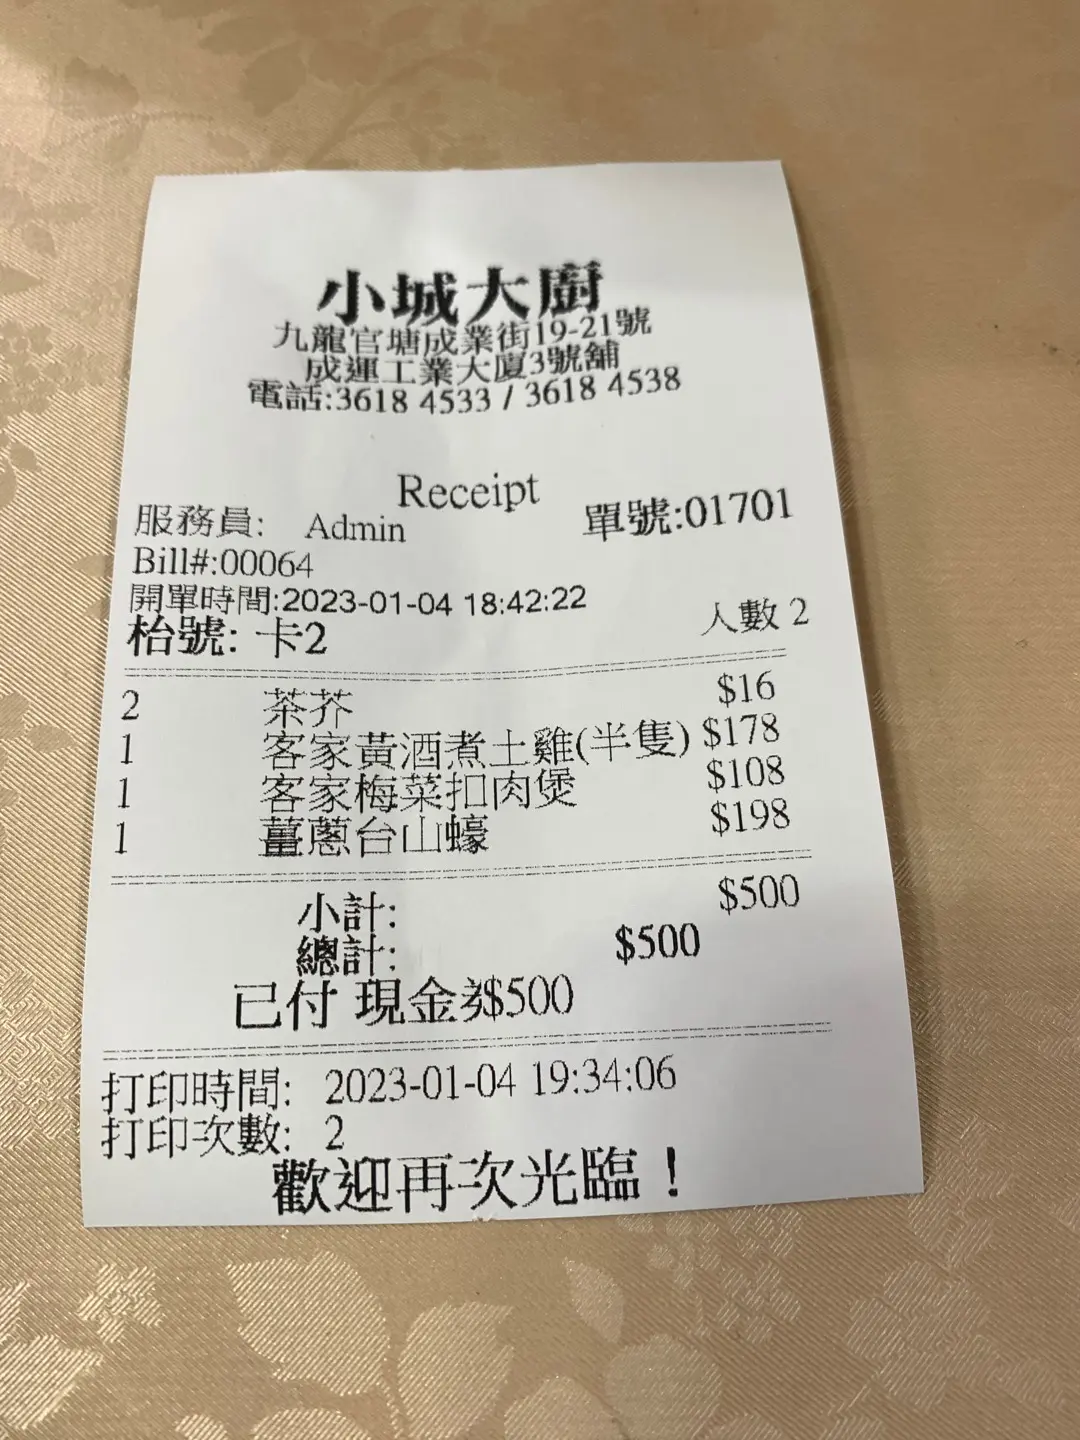 小城大廚
九龍官塘成業街19-21號
成運工業大廈3號舖
電話:3618 4533 / 3618 4538
Receipt
服務員: Admin 單號:01701
Bill#:00064
開單時間:2023-01-04 18:42:22
枱號: 卡2 人數 2
2 茶芥 $16
1 客家黃酒煮土雞(半隻) $178
1 客家梅菜扣肉煲 $108
1 薑蔥台山蠔 $198
小計: $500
總計: $500
已付 現金券$500
打印時間: 2023-01-04 19:34:06
打印次數: 2
歡迎再次光臨！